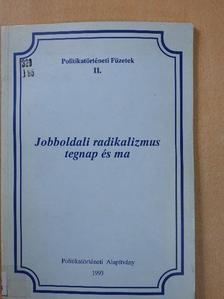 Politikatörténeti Füzetek
II.
Jobboldali radikalizmus
tegnap és ma
Politikatörténeti Alapítvány
1993